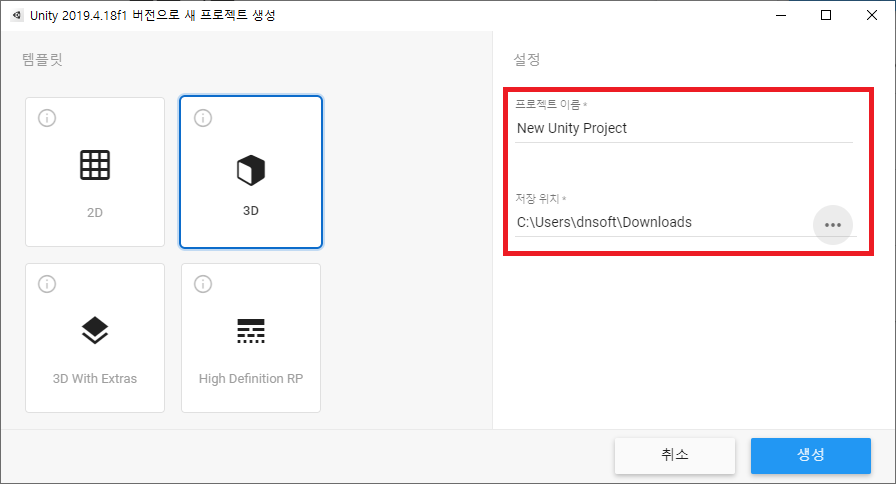 Unity 2019.4.18f1 버전으로 새 프로젝트 생성
템플릿
2D
3D
3D With Extras
High Definition RP
설정
프로젝트 이름 *
New Unity Project
저장 위치 *
C:\Users\dnsoft\Downloads
취소
생성